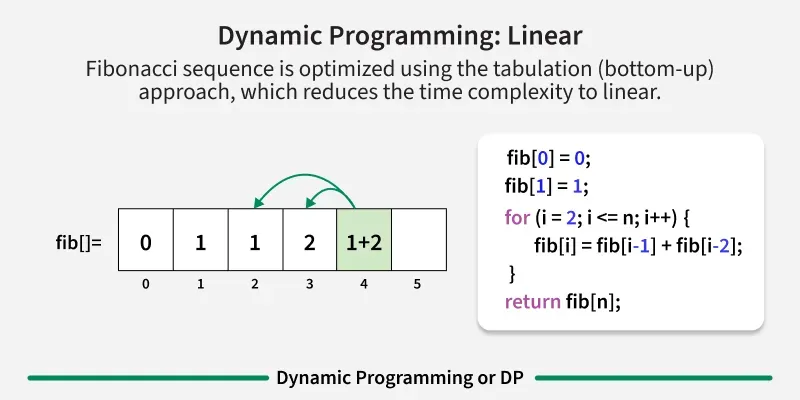 Dynamic Programming: Linear
Fibonacci sequence is optimized using the tabulation (bottom-up)
approach, which reduces the time complexity to linear.
fib[]= 0 1 1 2 1+2
0 1 2 3 4 5
fib[0] = 0;
fib[1] = 1;
for (i = 2; i <= n; i++) {
fib[i] = fib[i-1] + fib[i-2];
}
return fib[n];
Dynamic Programming or DP